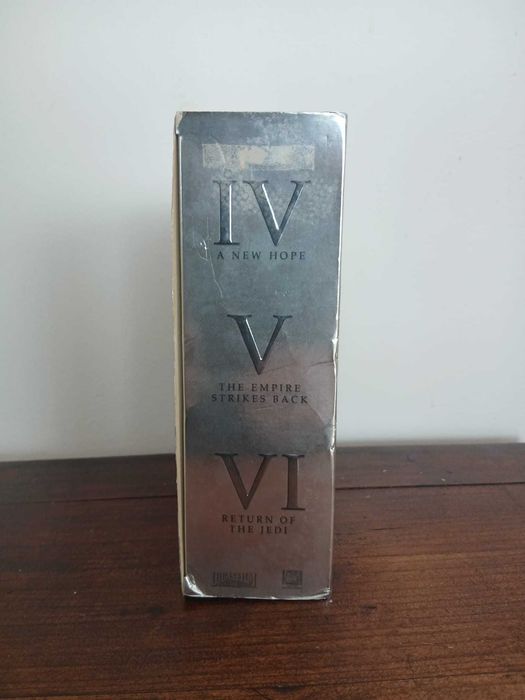 IV
A NEW HOPE
V
THE EMPIRE
STRIKES BACK
VI
RETURN OF
THE JEDI